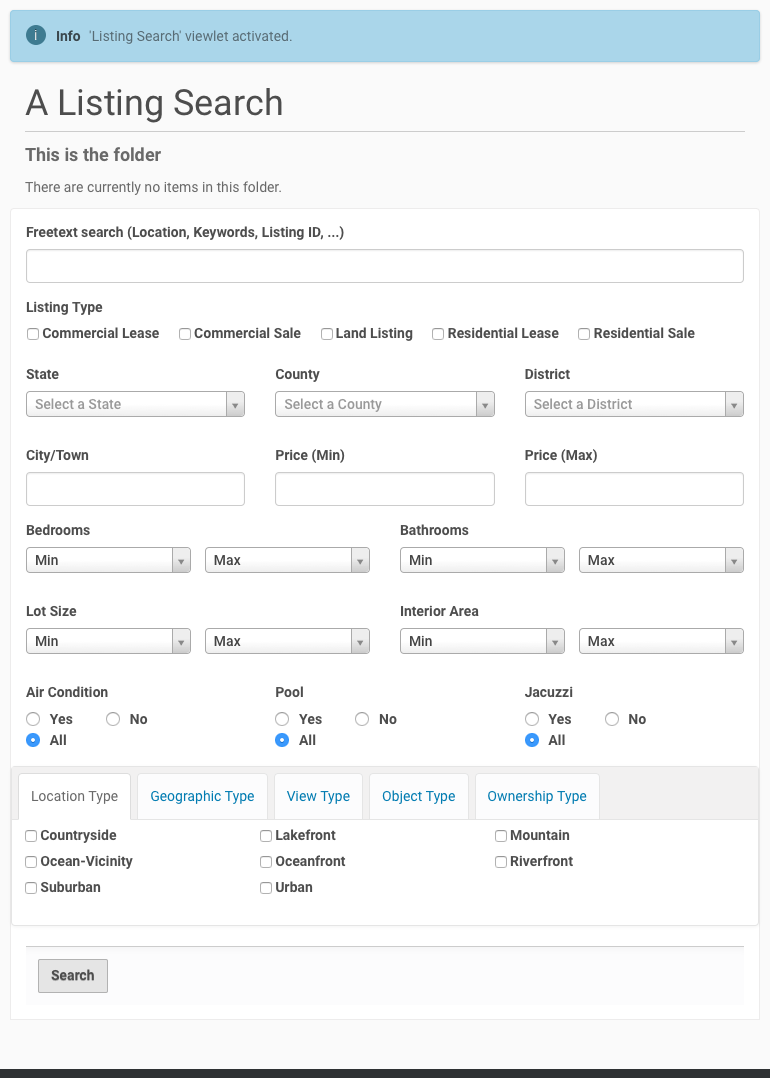 i Info 'Listing Search' viewlet activated.
A Listing Search
This is the folder
There are currently no items in this folder.
Freetext search (Location, Keywords, Listing ID, ...)
Listing Type
Commercial Lease Commercial Sale Land Listing Residential Lease Residential Sale
State County District
Select a State Select a County Select a District
City/Town Price (Min) Price (Max)
Bedrooms Bathrooms
Min Max Min Max
Lot Size Interior Area
Min Max Min Max
Air Condition Pool Jacuzzi
Yes No Yes No Yes No
All All All
Location Type Geographic Type View Type Object Type Ownership Type
Countryside Lakefront Mountain
Ocean-Vicinity Oceanfront Riverfront
Suburban Urban
Search